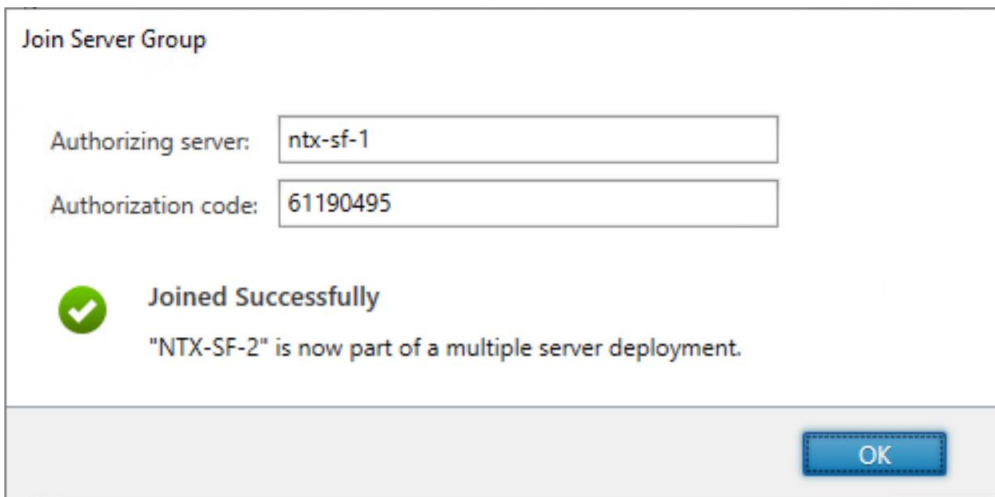 Join Server Group
Authorizing server: ntx-sf-1
Authorization code: 61190495
Joined Successfully
"NTX-SF-2" is now part of a multiple server deployment.
OK